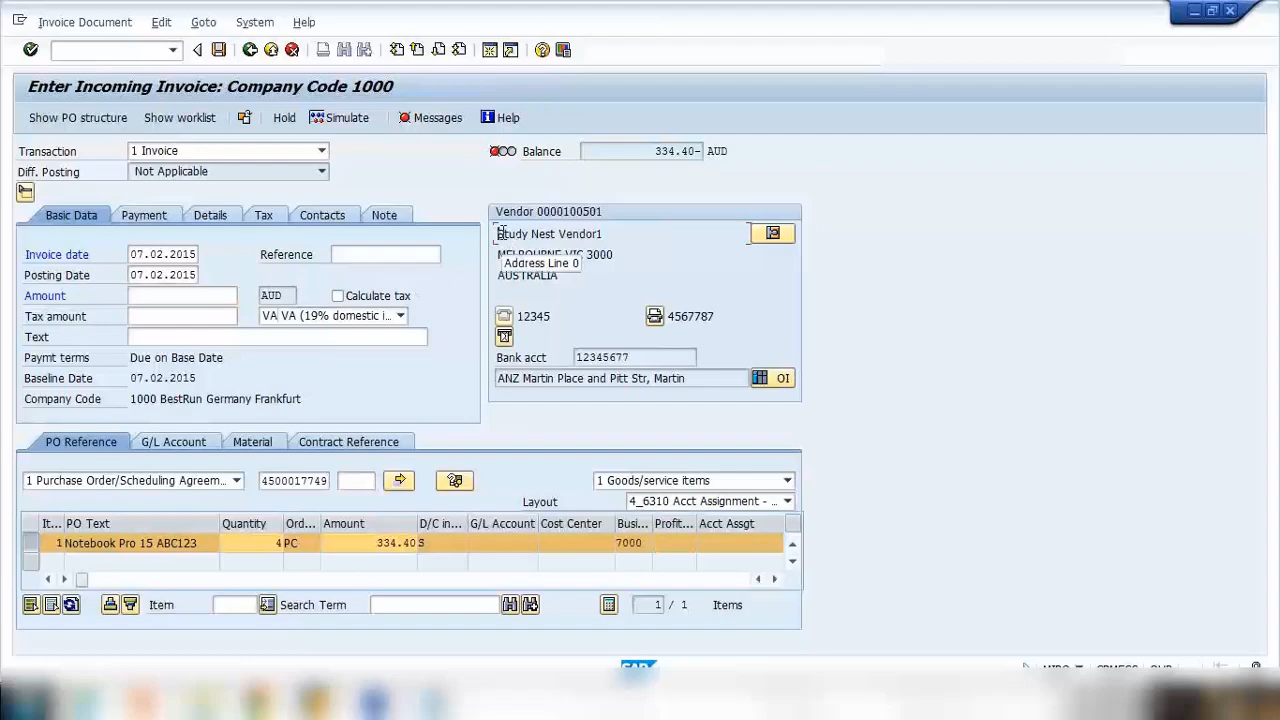 Invoice Document Edit Goto System Help
Enter Incoming Invoice: Company Code 1000
Show PO structure Show worklist Hold Simulate Messages Help
Transaction 1 Invoice Balance 334.40- AUD
Diff. Posting Not Applicable
Basic Data Payment Details Tax Contacts Note
Vendor 0000100501
Study Nest Vendor1
MELBOURNE VIC 3000
Address Line 0
AUSTRALIA
Invoice date 07.02.2015 Reference
Posting Date 07.02.2015
Amount AUD Calculate tax
Tax amount VA VA (19% domestic i...
Text
Paymt terms Due on Base Date
Baseline Date 07.02.2015
Company Code 1000 BestRun Germany Frankfurt
12345 4567787
Bank acct 12345677
ANZ Martin Place and Pitt Str, Martin OI
PO Reference G/L Account Material Contract Reference
1 Purchase Order/Scheduling Agreem... 4500017749 1 Goods/service items
Layout 4_6310 Acct Assignment - ...
It... PO Text Quantity Ord... Amount D/C in... G/L Account Cost Center Busi... Profit... Acct Assgt
1 Notebook Pro 15 ABC123 4 PC 334.40 S 7000
Item Search Term 1 / 1 Items
SAP